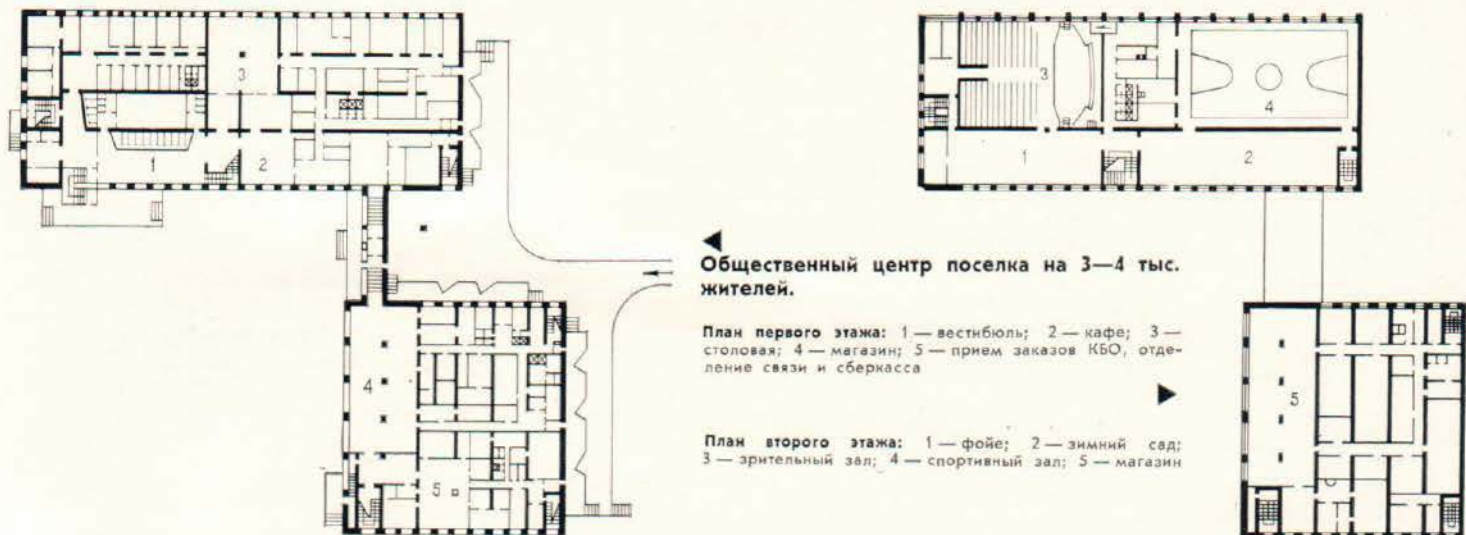 3
1
2
4
5
3
4
1
2
5
Общественный центр поселка на 3—4 тыс.
жителей.
План первого этажа: 1 — вестибюль; 2 — кафе; 3 —
столовая; 4 — магазин; 5 — прием заказов КБО, отде-
ление связи и сберкасса
План второго этажа: 1 — фойе; 2 — зимний сад;
3 — зрительный зал; 4 — спортивный зал; 5 — магазин